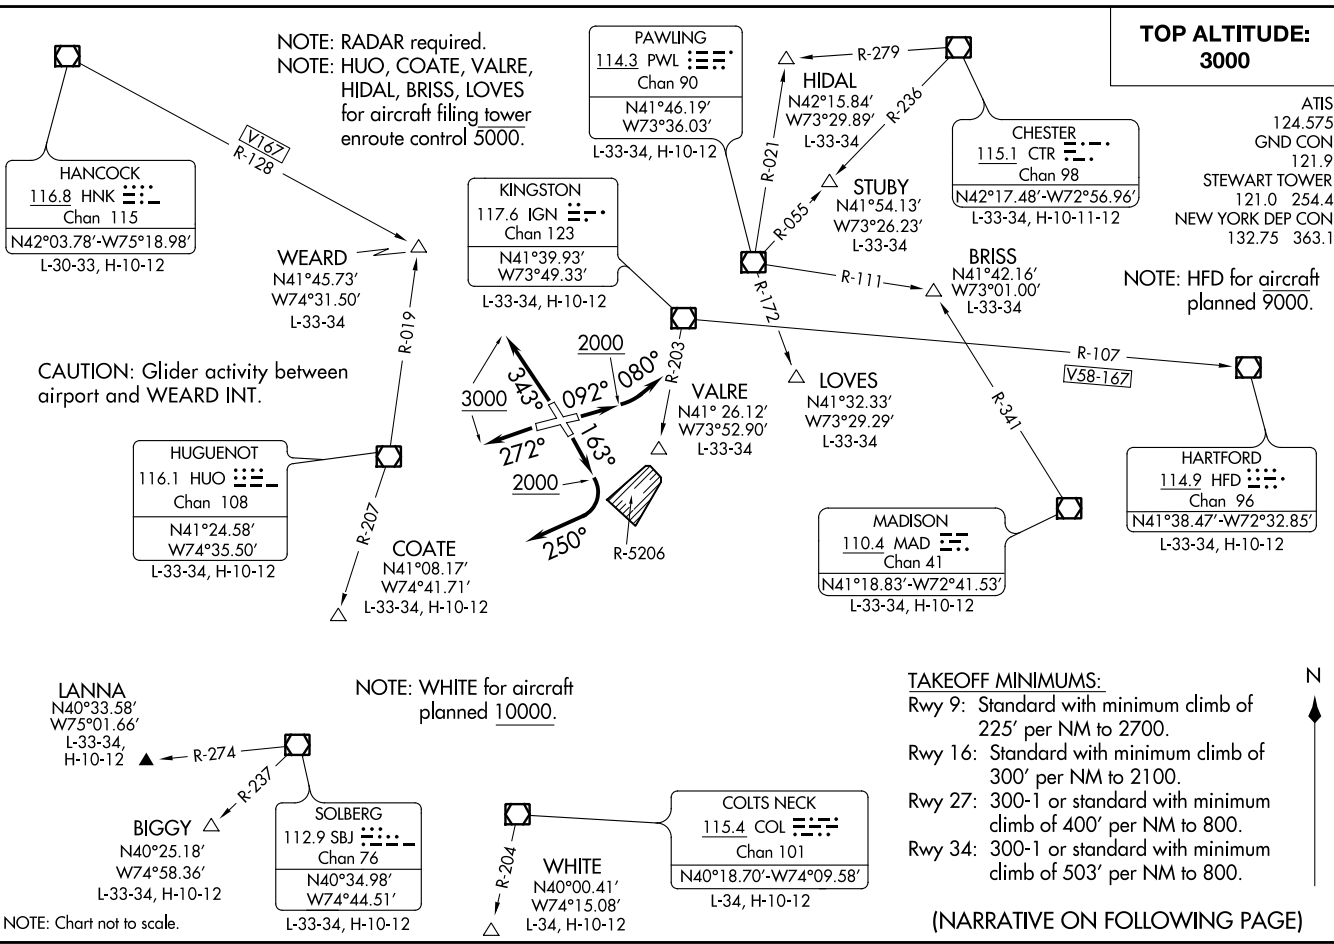 TOP ALTITUDE:
3000
ATIS
124.575
GND CON
121.9
STEWART TOWER
121.0 254.4
NEW YORK DEP CON
132.75 363.1
NOTE: HFD for aircraft
planned 9000.
NOTE: RADAR required.
NOTE: HUO, COATE, VALRE,
HIDAL, BRISS, LOVES
for aircraft filing tower
enroute control 5000.
V167
R-128
HANCOCK
116.8 HNK
Chan 115
N42°03.78'-W75°18.98'
L-30-33, H-10-12
WEARD
N41°45.73'
W74°31.50'
L-33-34
R-019
CAUTION: Glider activity between
airport and WEARD INT.
HUGUENOT
116.1 HUO
Chan 108
N41°24.58'
W74°35.50'
L-33-34, H-10-12
R-207
COATE
N41°08.17'
W74°41.71'
L-33-34, H-10-12
PAWLING
114.3 PWL
Chan 90
N41°46.19'
W73°36.03'
L-33-34, H-10-12
HIDAL
N42°15.84'
W73°29.89'
L-33-34
R-279
R-236
R-021
R-055
CHESTER
115.1 CTR
Chan 98
N42°17.48'-W72°56.96'
L-33-34, H-10-11-12
STUBY
N41°54.13'
W73°26.23'
L-33-34
KINGSTON
117.6 IGN
Chan 123
N41°39.93'
W73°49.33'
L-33-34, H-10-12
R-111
R-172
BRISS
N41°42.16'
W73°01.00'
L-33-34
R-203
R-107
V58-167
VALRE
N41° 26.12'
W73°52.90'
L-33-34
LOVES
N41°32.33'
W73°29.29'
L-33-34
R-341
2000
3000
343°
092°
080°
272°
163°
2000
250°
R-5206
HARTFORD
114.9 HFD
Chan 96
N41°38.47'-W72°32.85'
L-33-34, H-10-12
MADISON
110.4 MAD
Chan 41
N41°18.83'-W72°41.53'
L-33-34, H-10-12
LANNA
N40°33.58'
W75°01.66'
L-33-34,
H-10-12
R-274
R-237
BIGGY
N40°25.18'
W74°58.36'
L-33-34, H-10-12
SOLBERG
112.9 SBJ
Chan 76
N40°34.98'
W74°44.51'
L-33-34, H-10-12
NOTE: WHITE for aircraft
planned 10000.
R-204
WHITE
N40°00.41'
W74°15.08'
L-34, H-10-12
COLTS NECK
115.4 COL
Chan 101
N40°18.70'-W74°09.58'
L-34, H-10-12
TAKEOFF MINIMUMS:
Rwy 9: Standard with minimum climb of
225' per NM to 2700.
Rwy 16: Standard with minimum climb of
300' per NM to 2100.
Rwy 27: 300-1 or standard with minimum
climb of 400' per NM to 800.
Rwy 34: 300-1 or standard with minimum
climb of 503' per NM to 800.
N
NOTE: Chart not to scale.
(NARRATIVE ON FOLLOWING PAGE)